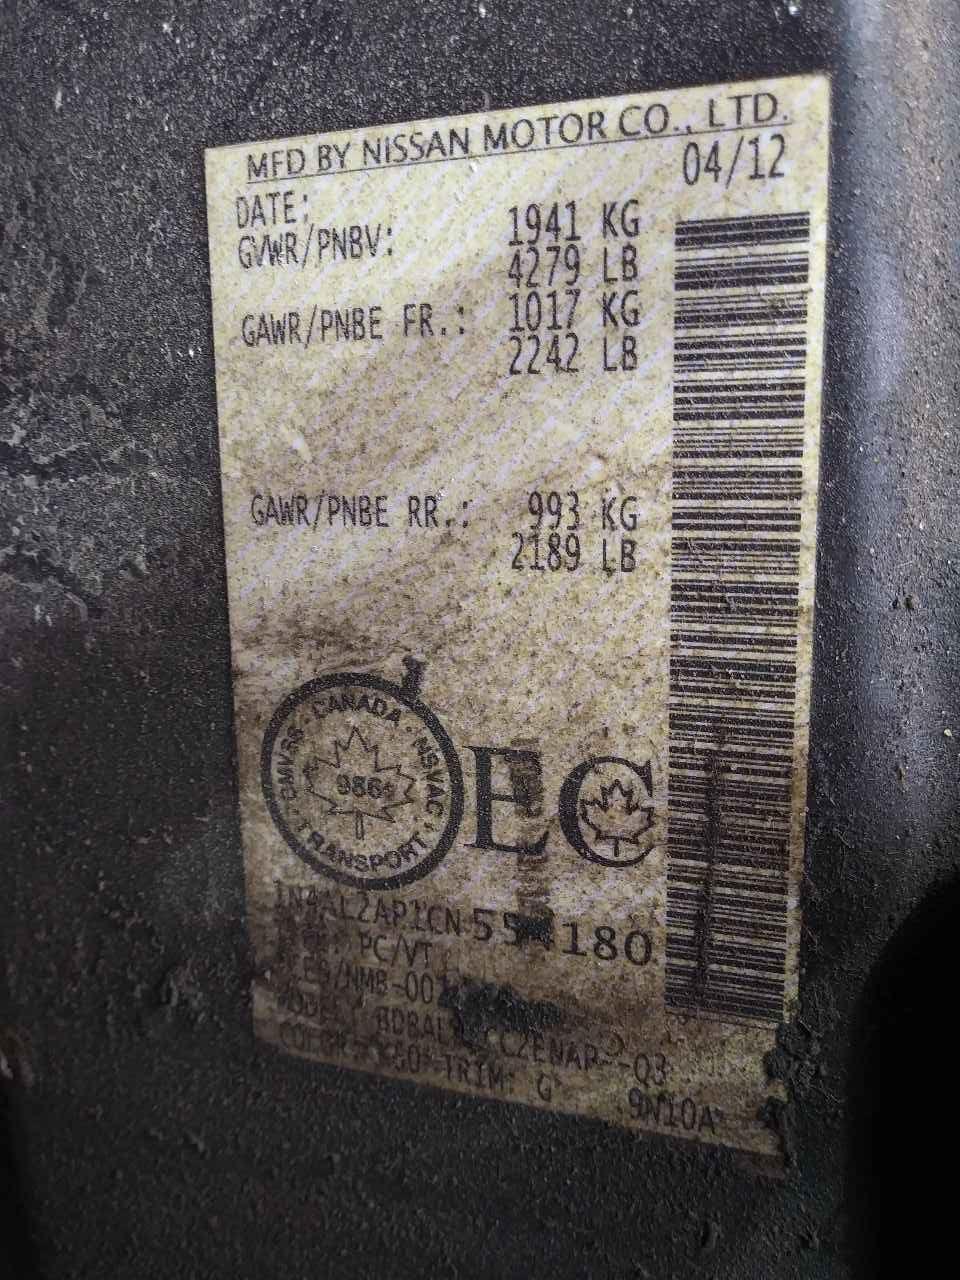 MFD BY NISSAN MOTOR CO., LTD.
DATE: 04/12
GVWR/PNBV: 1941 KG
4279 LB
GAWR/PNBE FR.: 1017 KG
2242 LB
GAWR/PNBE RR.: 993 KG
2189 LB
CANADA · NSVAC · TRANSPORT · CMVSS
EC
PC/VT
TRIM: G 9N10A